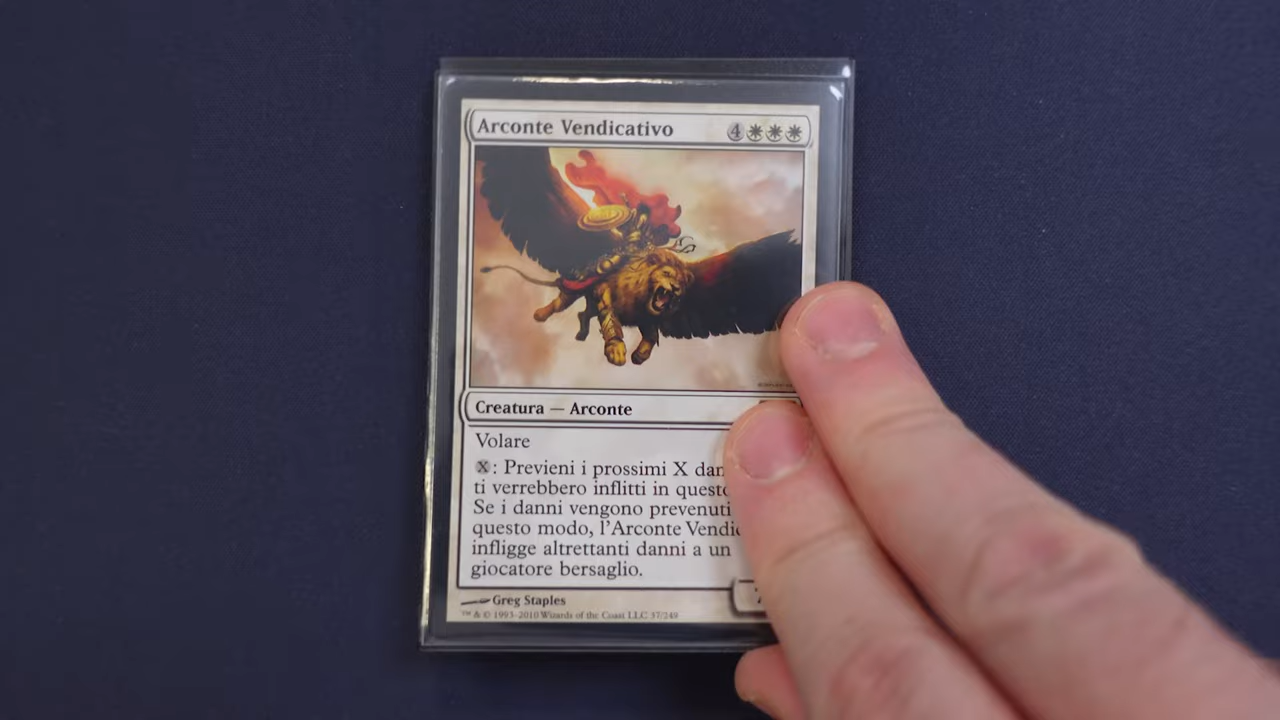 Arconte Vendicativo 4
Creatura — Arconte
Volare
X: Previeni i prossimi X dan
ti verrebbero inflitti in questo
Se i danni vengono prevenuti
questo modo, l'Arconte Vendic
infligge altrettanti danni a un
giocatore bersaglio.
Greg Staples
™ & © 1993–2010 Wizards of the Coast LLC 37/249